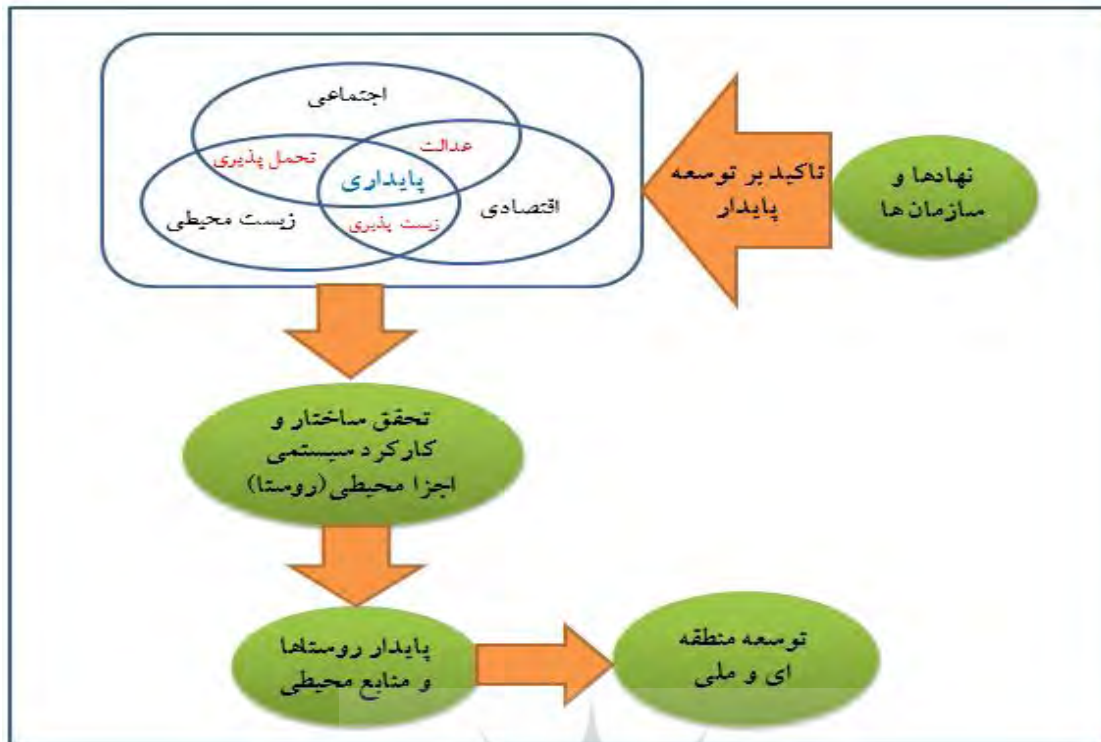 اجتماعی
عدالت
تحمل پذیری
پایداری
اقتصادی
زیست محیطی
زیست پذیری
تاکید بر توسعه
پایدار
نهادها و
سازمان ها
تحقق ساختار و
کارکرد سیستمی
اجزا محیطی(روستا)
پایدار روستاها
و منابع محیطی
توسعه منطقه
ای و ملی